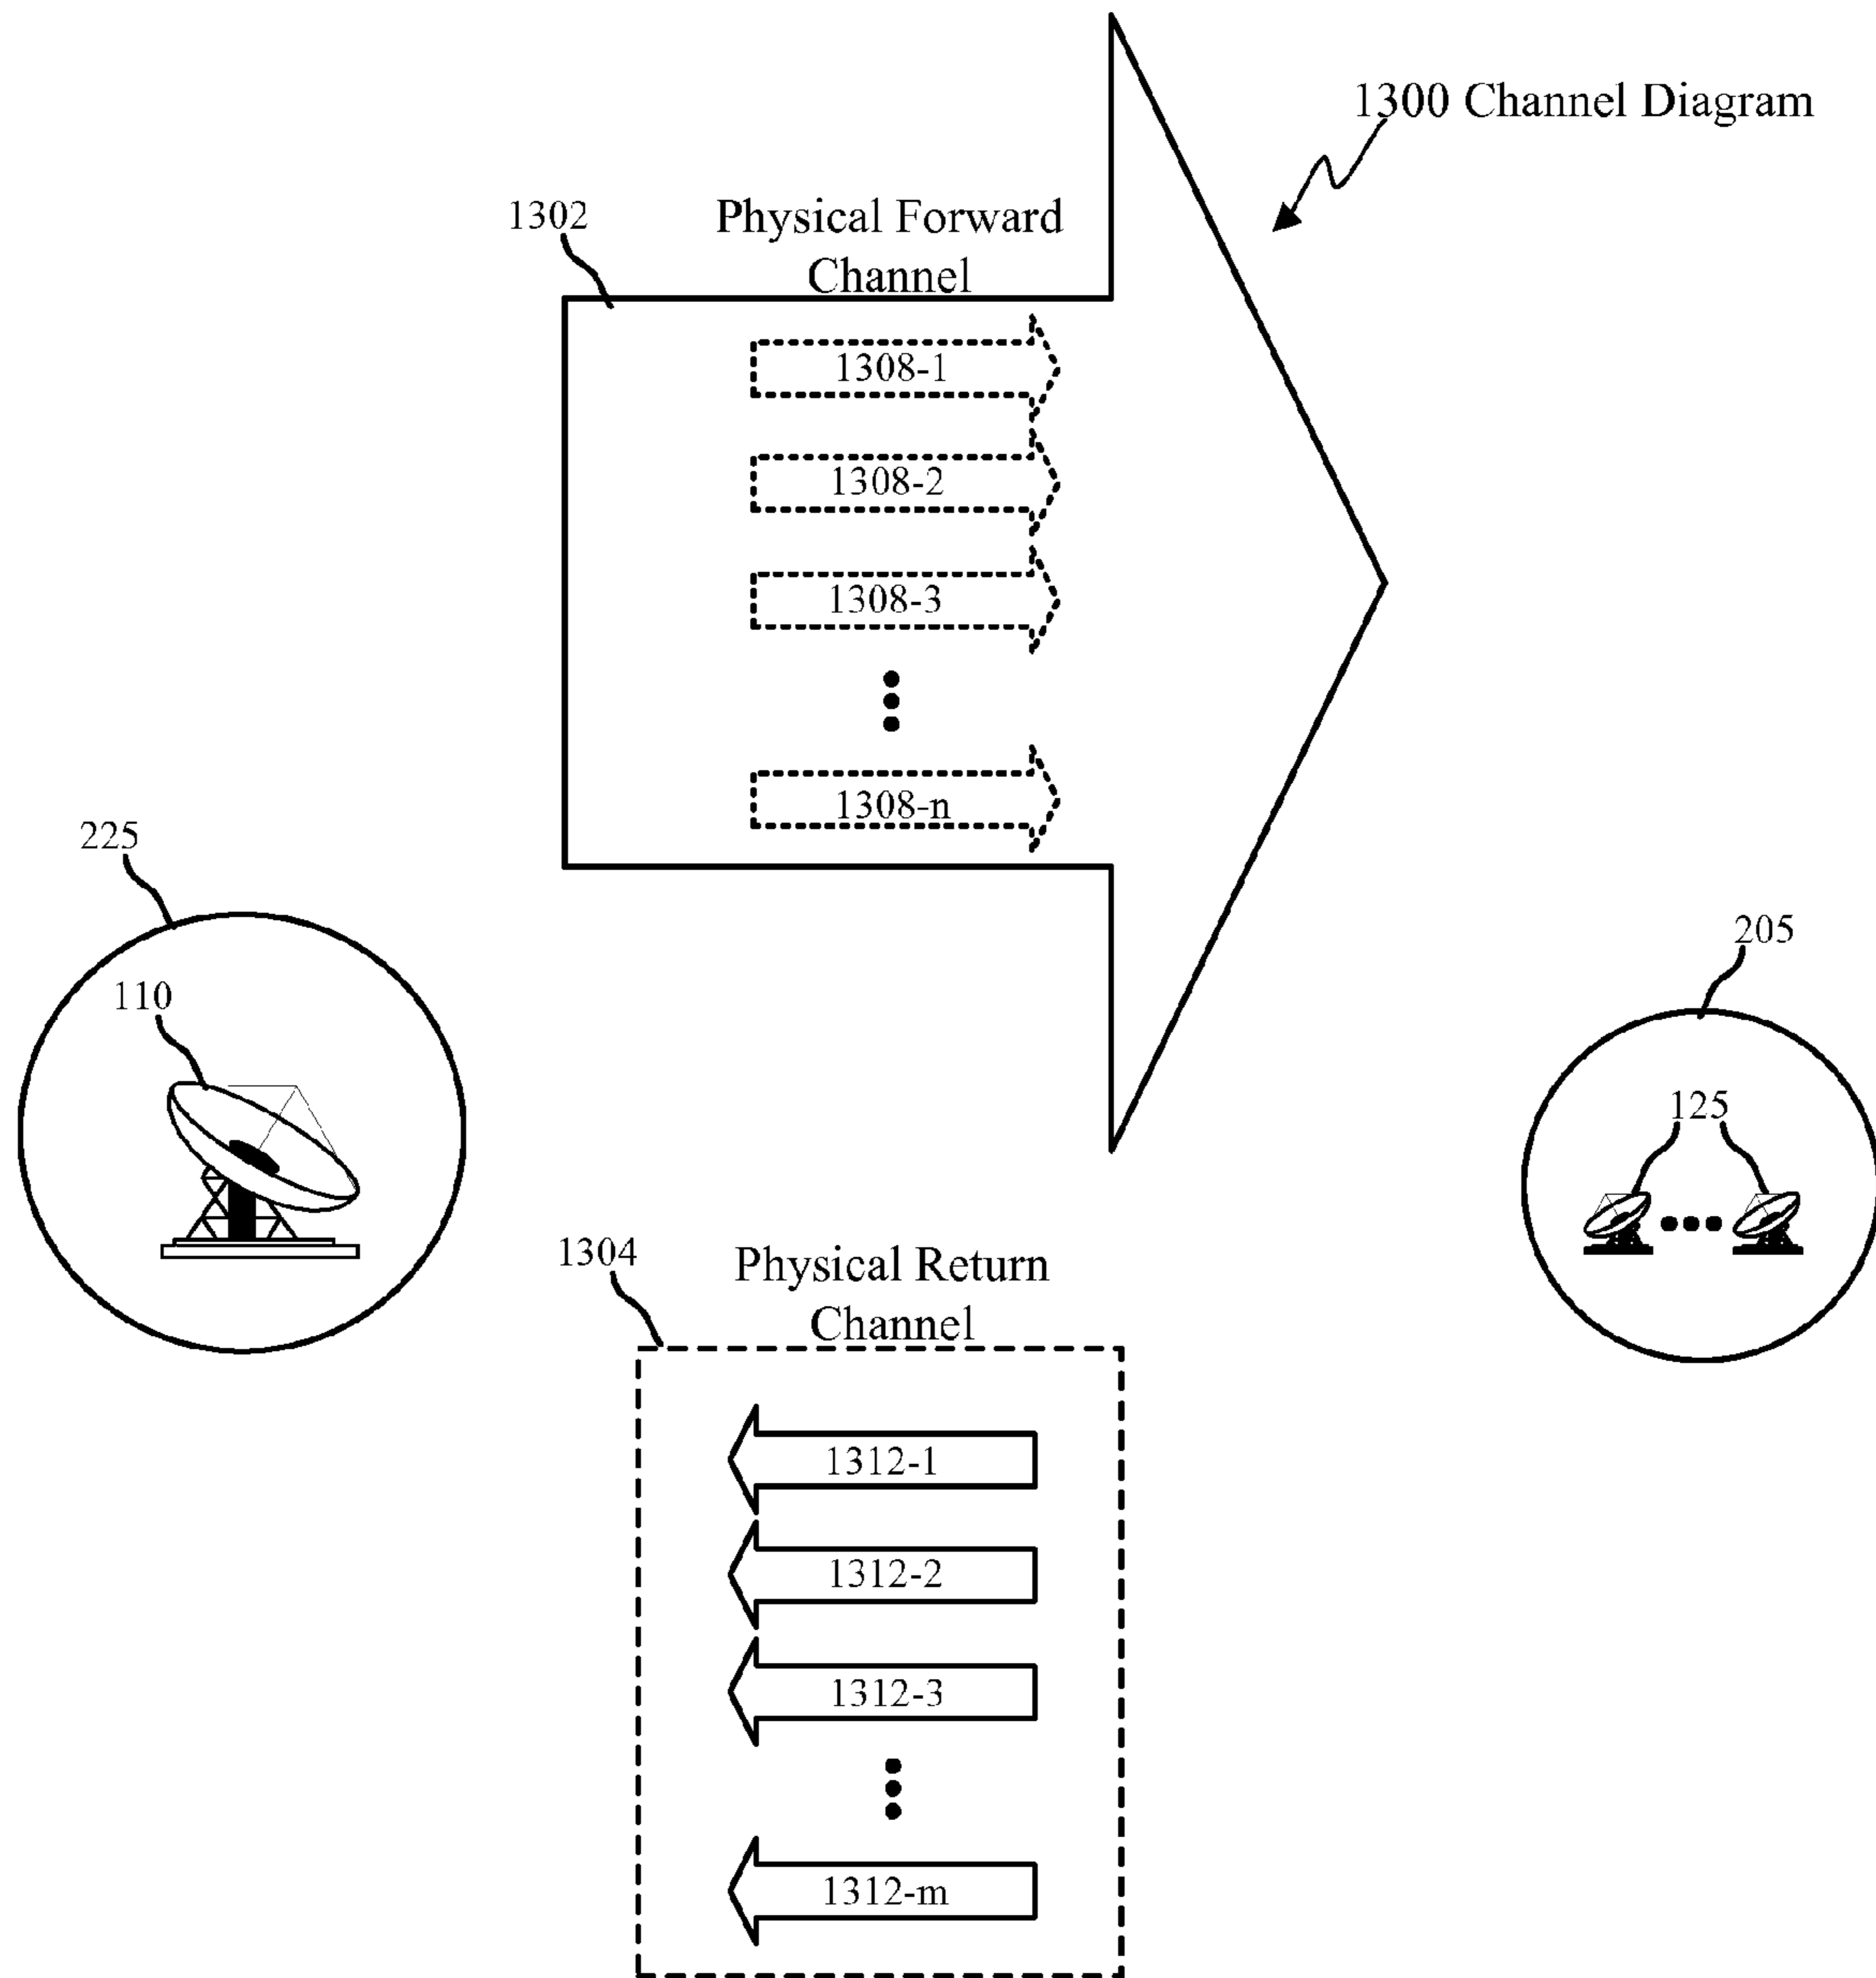 1300 Channel Diagram
1302
Physical Forward
Channel
1308-1
1308-2
1308-3
1308-n
225
110
205
125
1304
Physical Return
Channel
1312-1
1312-2
1312-3
1312-m